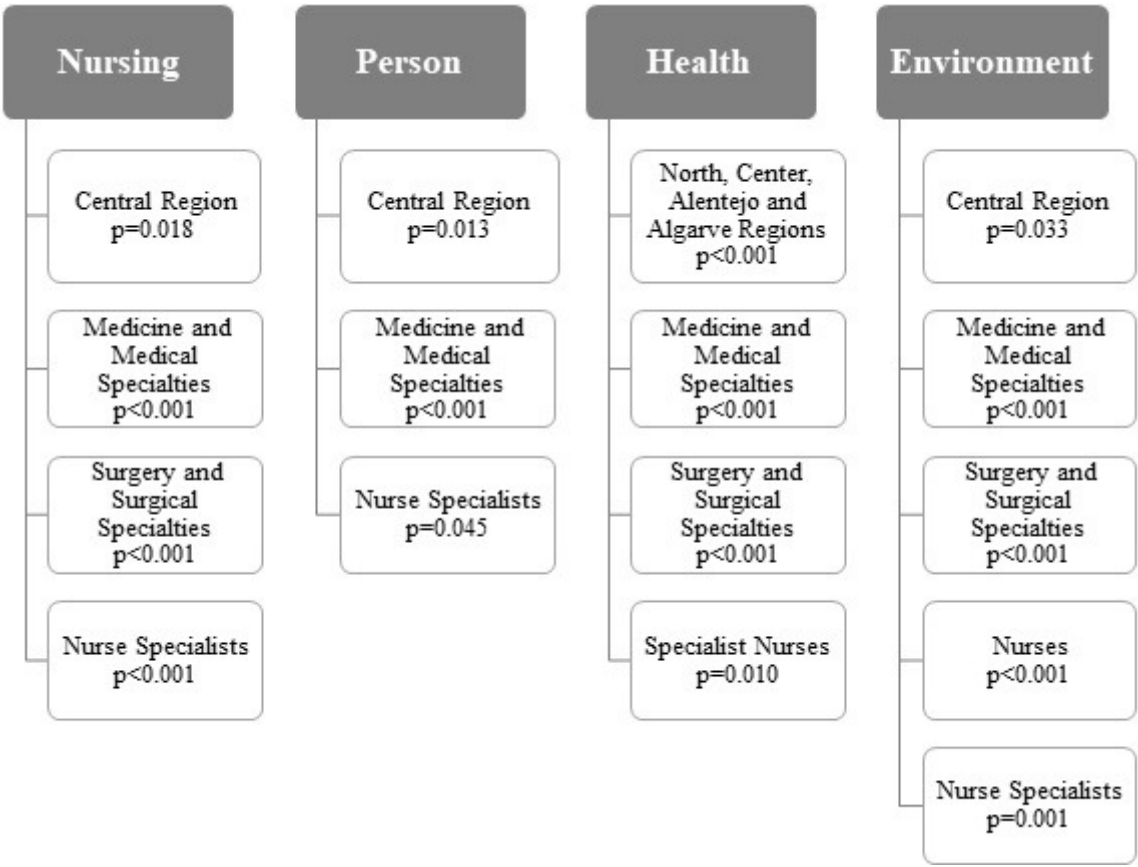 Nursing
Central Region
p=0.018
Medicine and
Medical
Specialties
p<0.001
Surgery and
Surgical
Specialties
p<0.001
Nurse Specialists
p<0.001
Person
Central Region
p=0.013
Medicine and
Medical
Specialties
p<0.001
Nurse Specialists
p=0.045
Health
North, Center,
Alentejo and
Algarve Regions
p<0.001
Medicine and
Medical
Specialties
p<0.001
Surgery and
Surgical
Specialties
p<0.001
Specialist Nurses
p=0.010
Environment
Central Region
p=0.033
Medicine and
Medical
Specialties
p<0.001
Surgery and
Surgical
Specialties
p<0.001
Nurses
p<0.001
Nurse Specialists
p=0.001